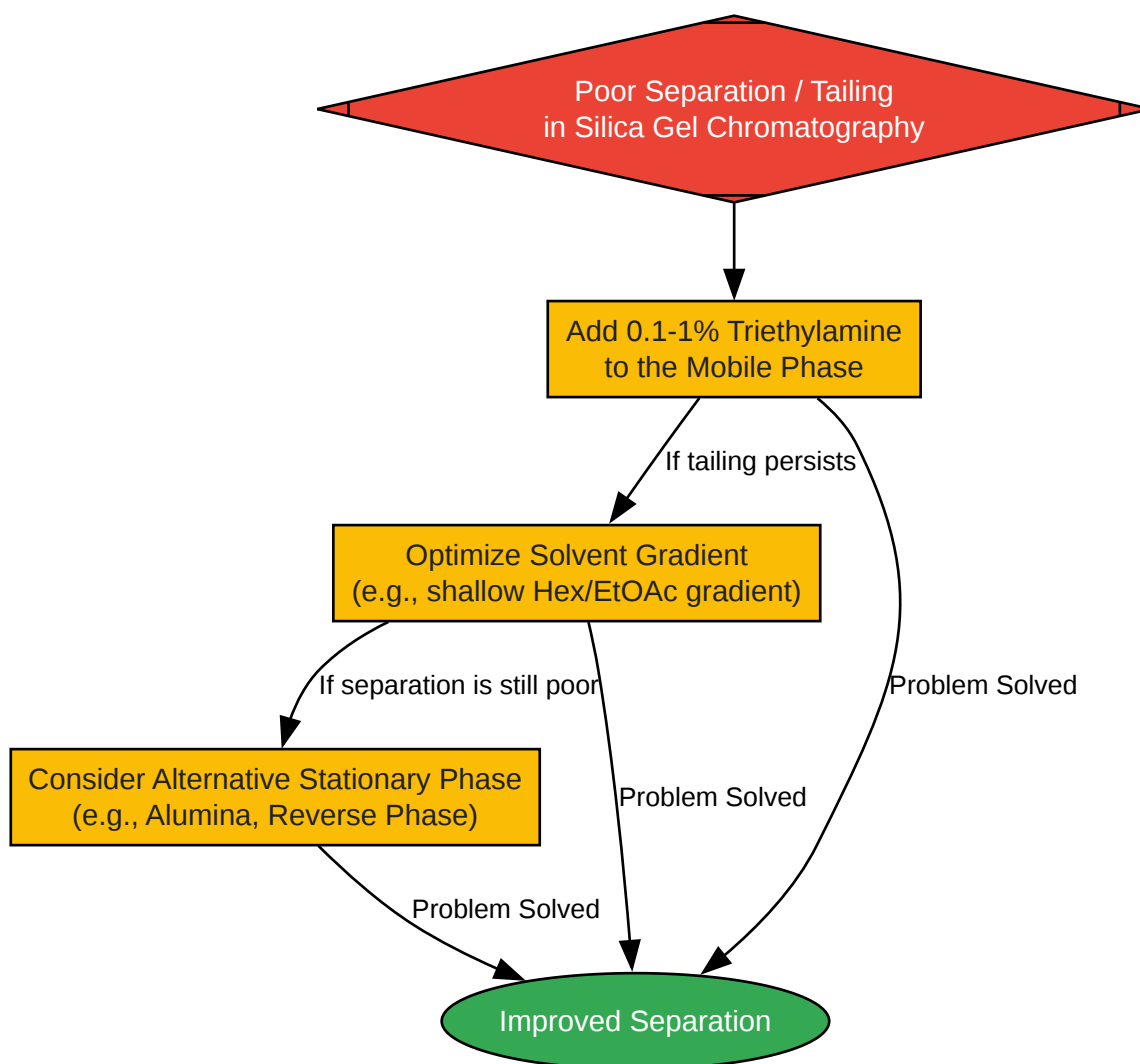 Poor Separation / Tailing
in Silica Gel Chromatography
Add 0.1-1% Triethylamine
to the Mobile Phase
If tailing persists
Optimize Solvent Gradient
(e.g., shallow Hex/EtOAc gradient)
If separation is still poor
Problem Solved
Consider Alternative Stationary Phase
(e.g., Alumina, Reverse Phase)
Problem Solved
Problem Solved
Improved Separation